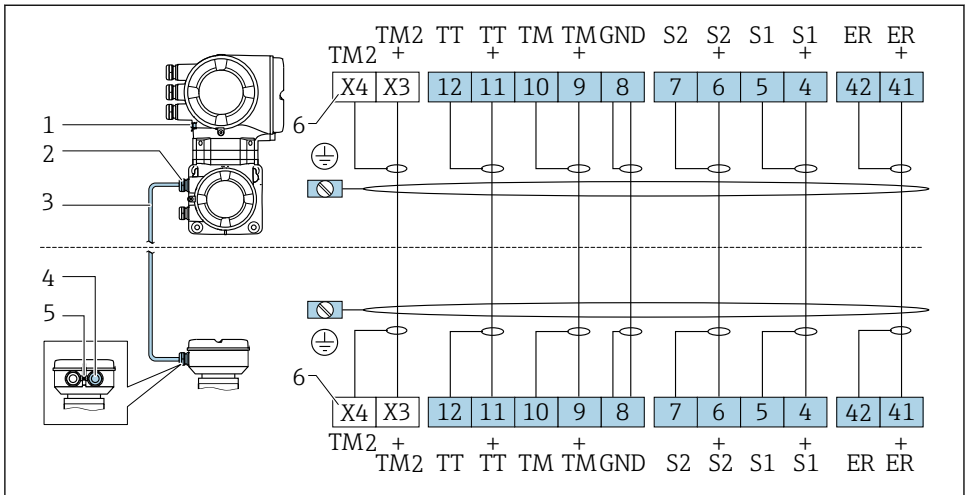 TM2 TT TT TM TM GND S2 S2 S1 S1 ER ER
TM2 + + + + + +
X4 X3 12 11 10 9 8 7 6 5 4 42 41
1
6
2
3
4
5
6
X4 X3 12 11 10 9 8 7 6 5 4 42 41
TM2 + + + + + +
TM2 TT TT TM TM GND S2 S2 S1 S1 ER ER